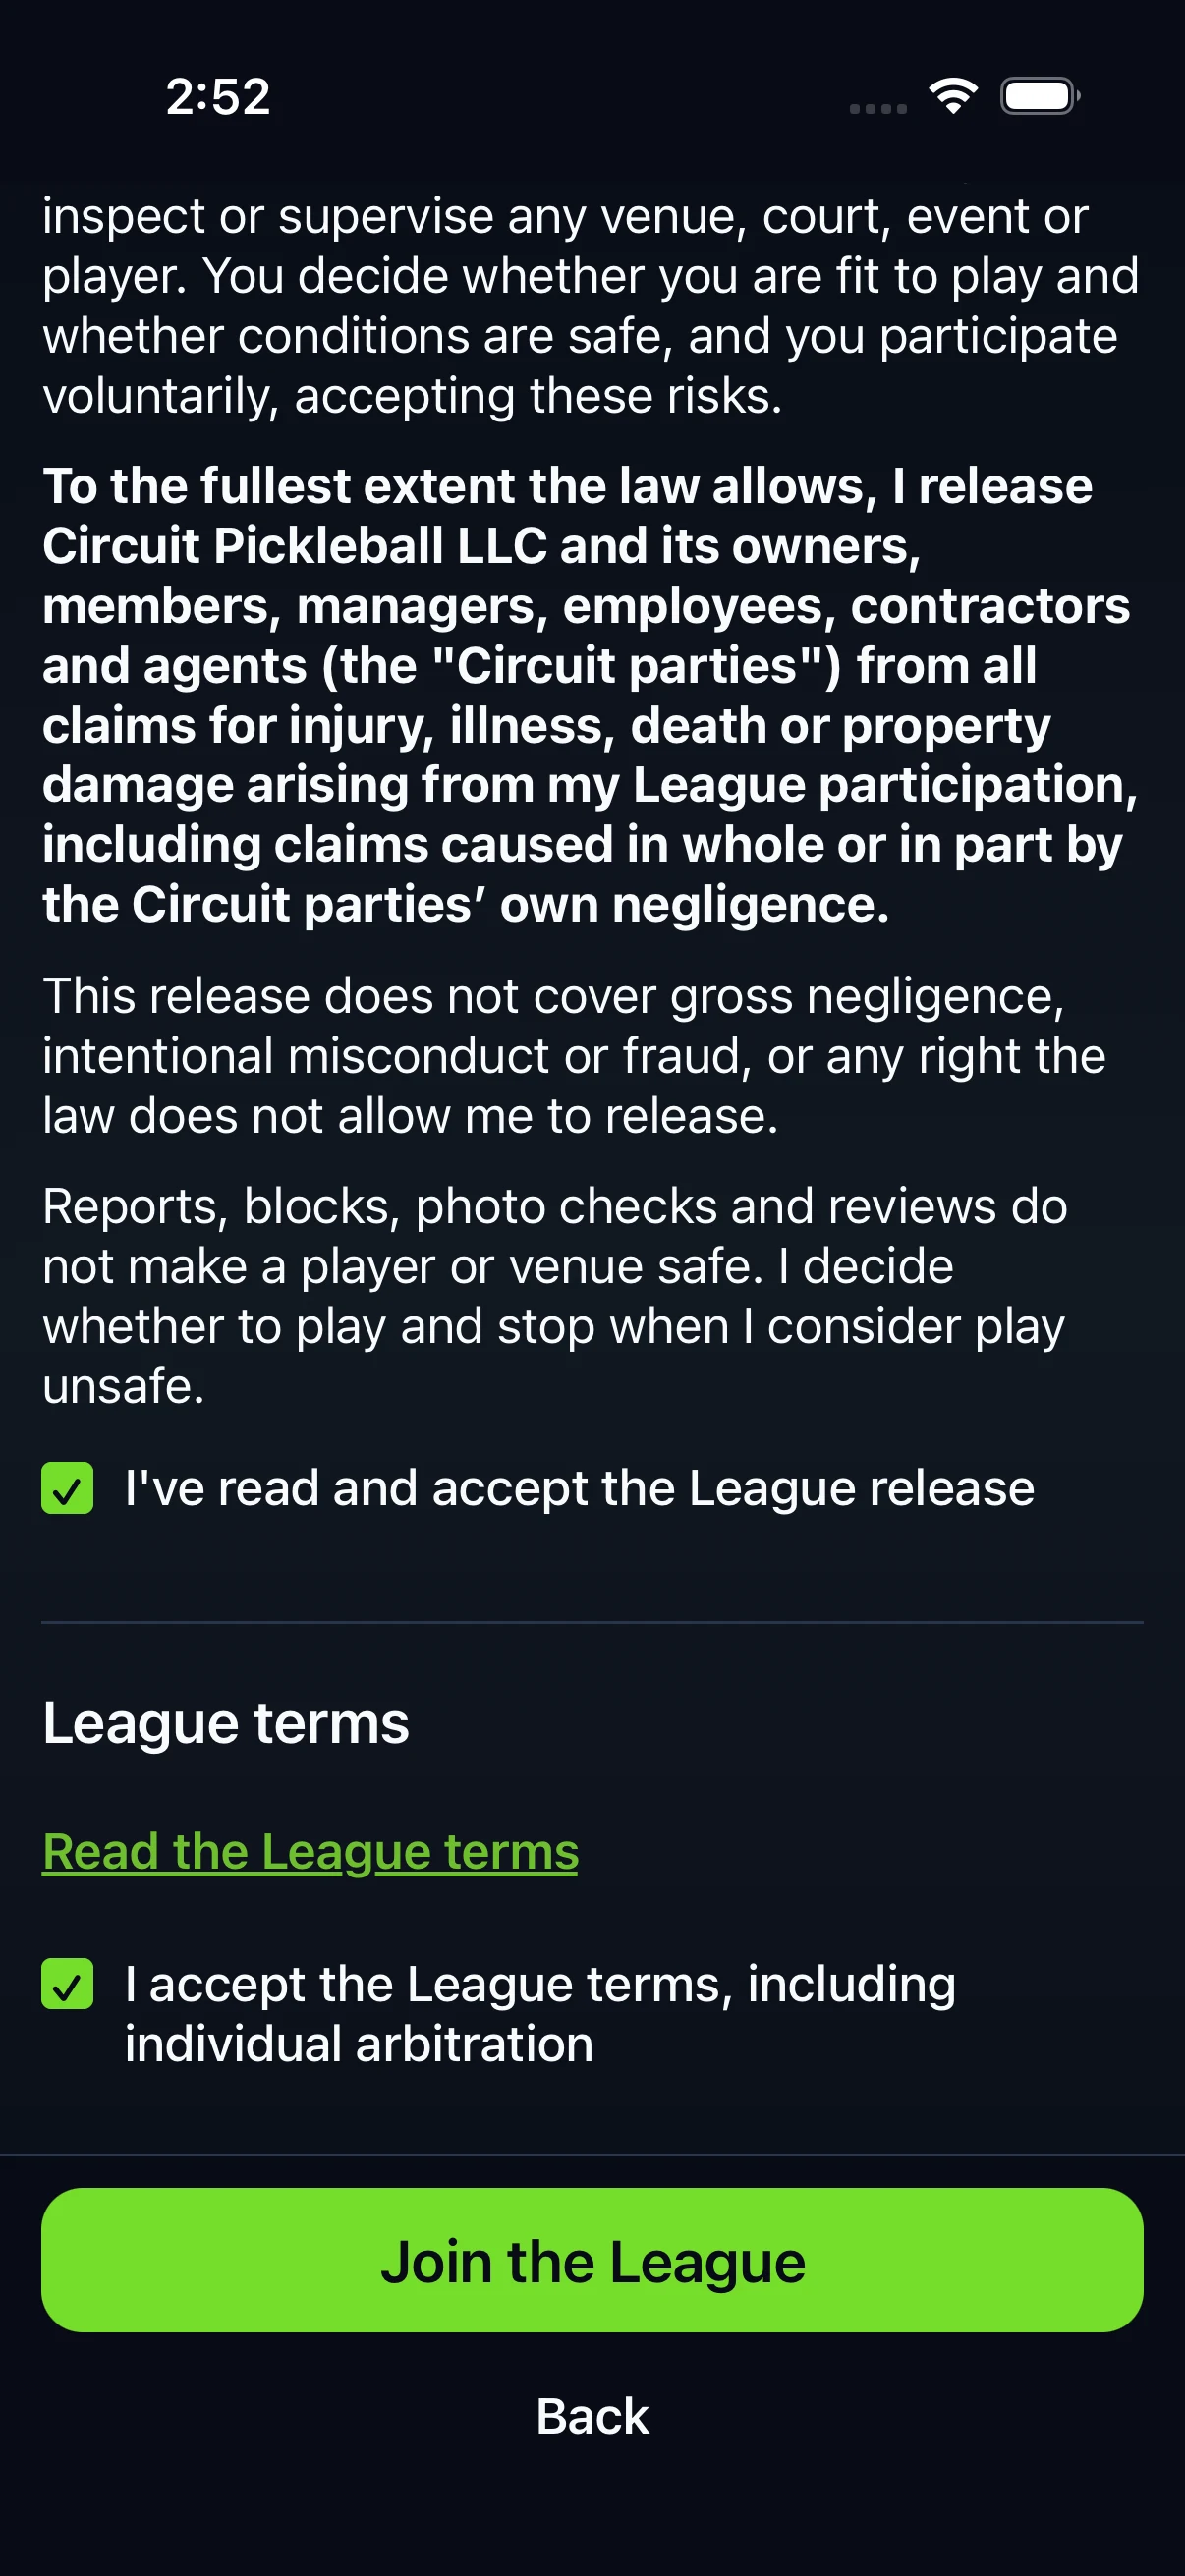 2:52
inspect or supervise any venue, court, event or
player. You decide whether you are fit to play and
whether conditions are safe, and you participate
voluntarily, accepting these risks.
To the fullest extent the law allows, I release
Circuit Pickleball LLC and its owners,
members, managers, employees, contractors
and agents (the "Circuit parties") from all
claims for injury, illness, death or property
damage arising from my League participation,
including claims caused in whole or in part by
the Circuit parties’ own negligence.
This release does not cover gross negligence,
intentional misconduct or fraud, or any right the
law does not allow me to release.
Reports, blocks, photo checks and reviews do
not make a player or venue safe. I decide
whether to play and stop when I consider play
unsafe.
I've read and accept the League release
League terms
Read the League terms
I accept the League terms, including
individual arbitration
Join the League
Back